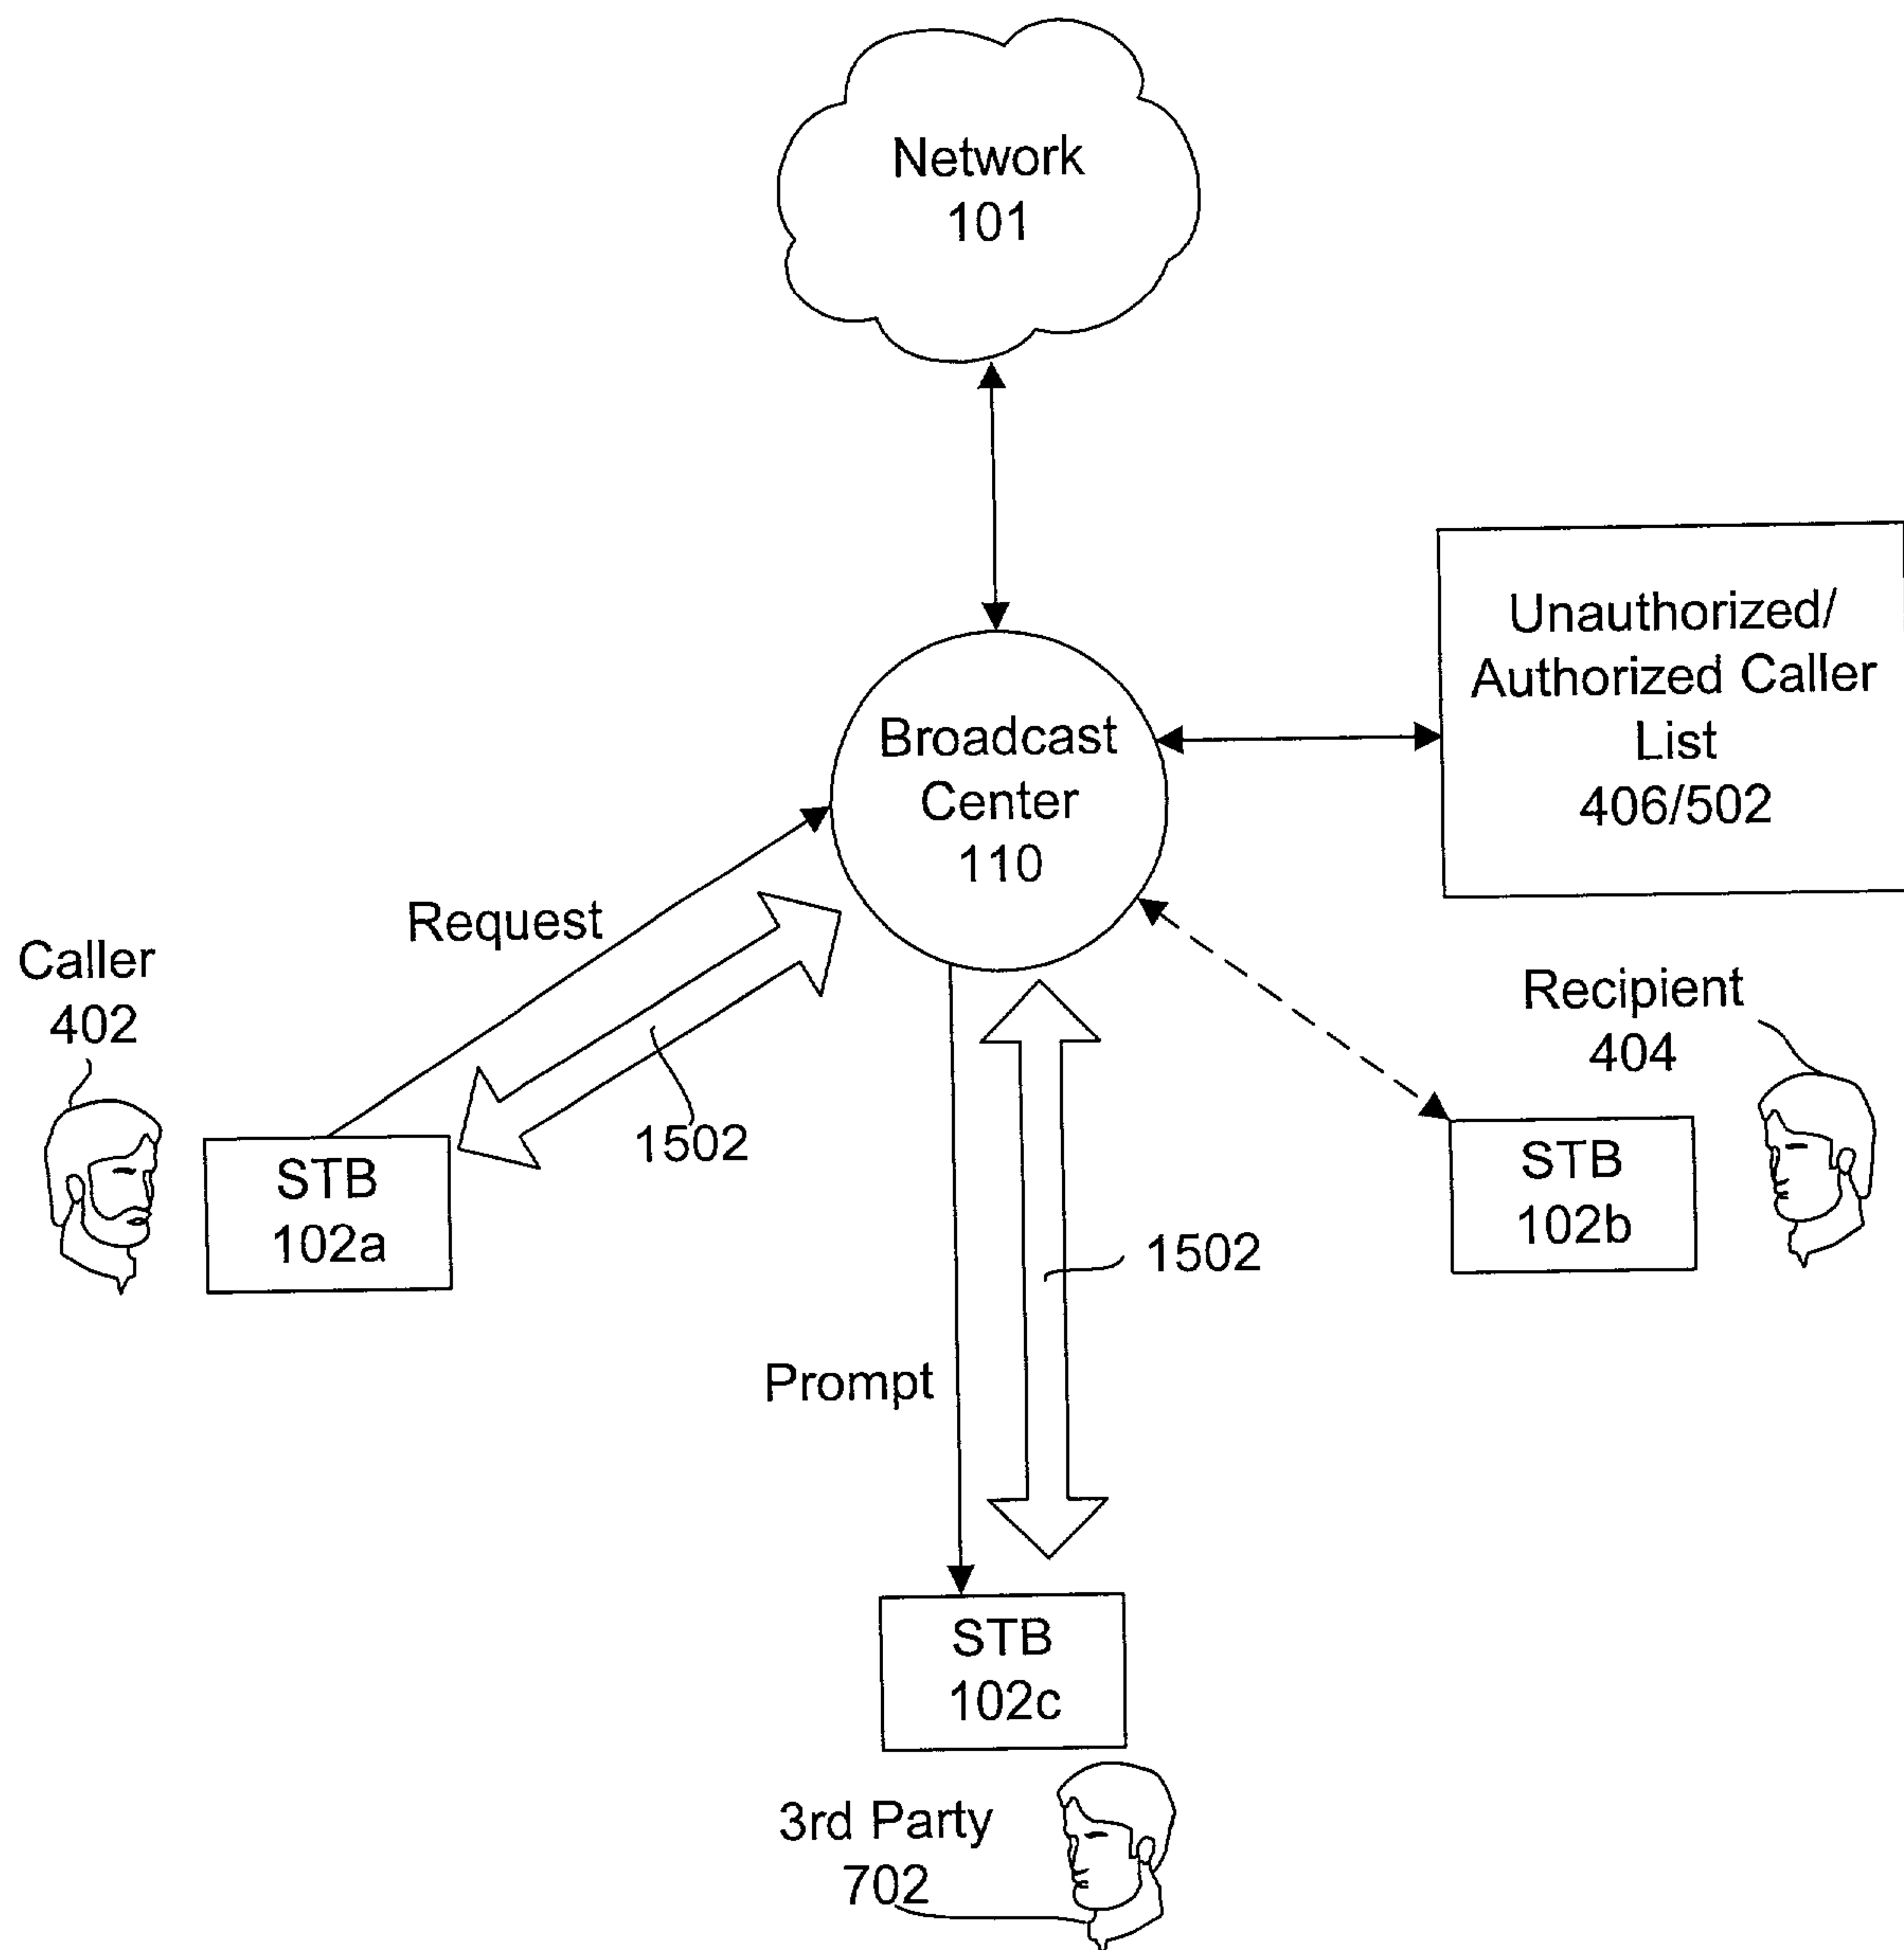 Network
101
Unauthorized/
Authorized Caller
List
406/502
Broadcast
Center
110
Request
Caller
402
Recipient
404
1502
STB
102a
STB
102b
1502
Prompt
STB
102c
3rd Party
702